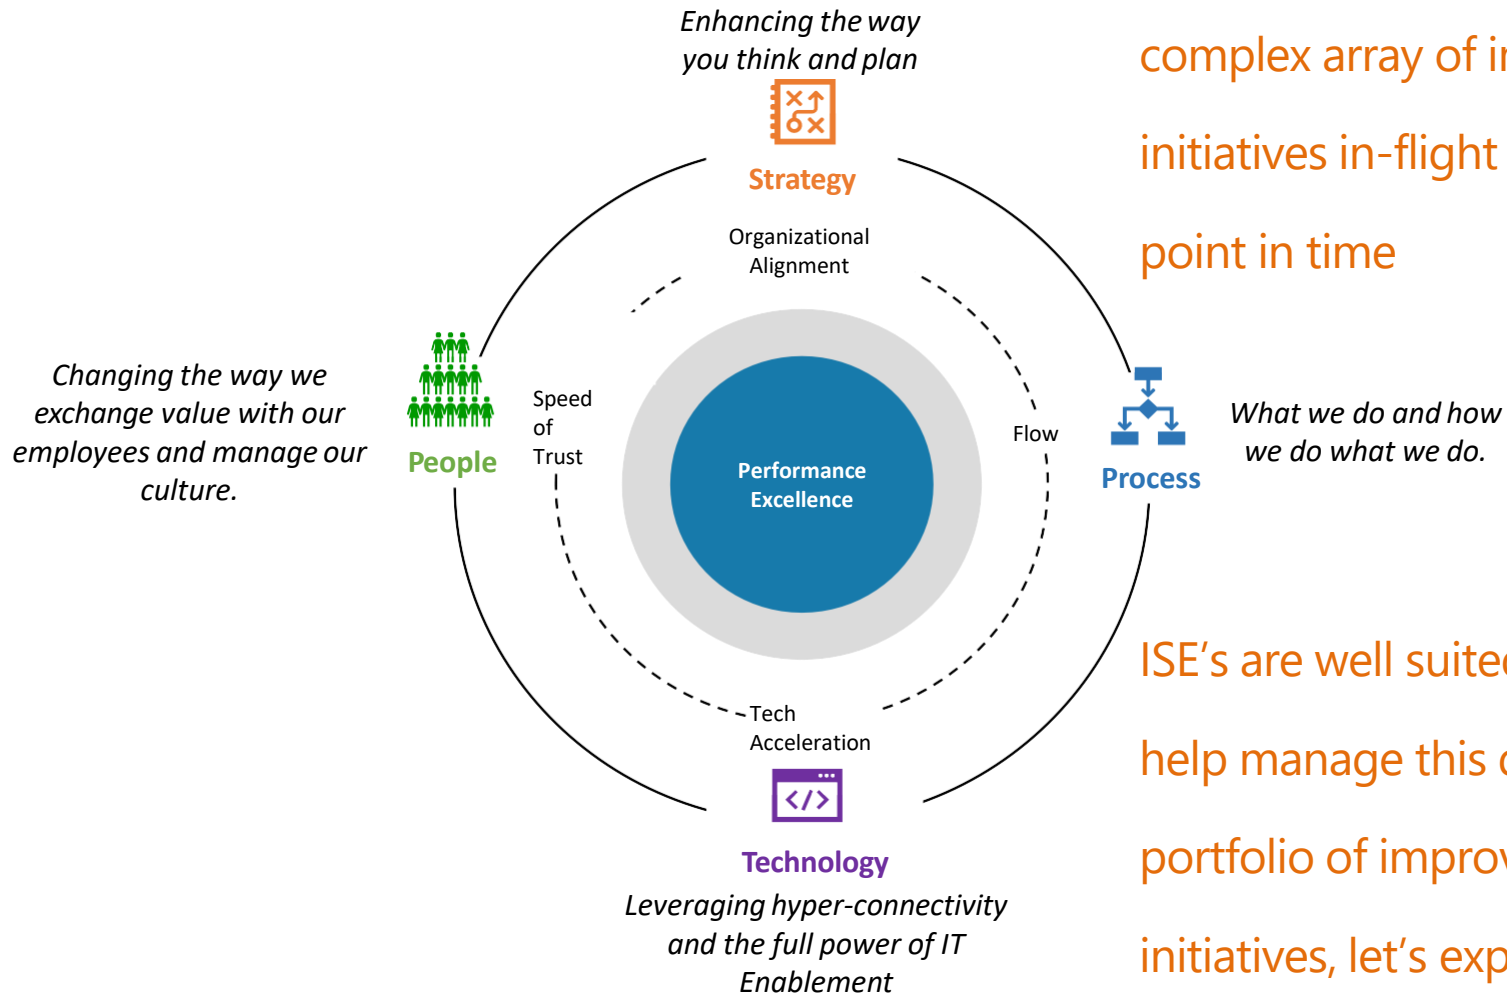 Enhancing the way
you think and plan
Strategy
Organizational
Alignment
complex array of
initiatives in-flight
point in time
Changing the way we
exchange value with our
employees and manage our
culture.
People
Speed
of
Trust
Performance
Excellence
Flow
Process
What we do and how
we do what we do.
Tech
Acceleration
</>
Technology
Leveraging hyper-connectivity
and the full power of IT
Enablement
ISE's are well
help manage this
portfolio of
initiatives, let's